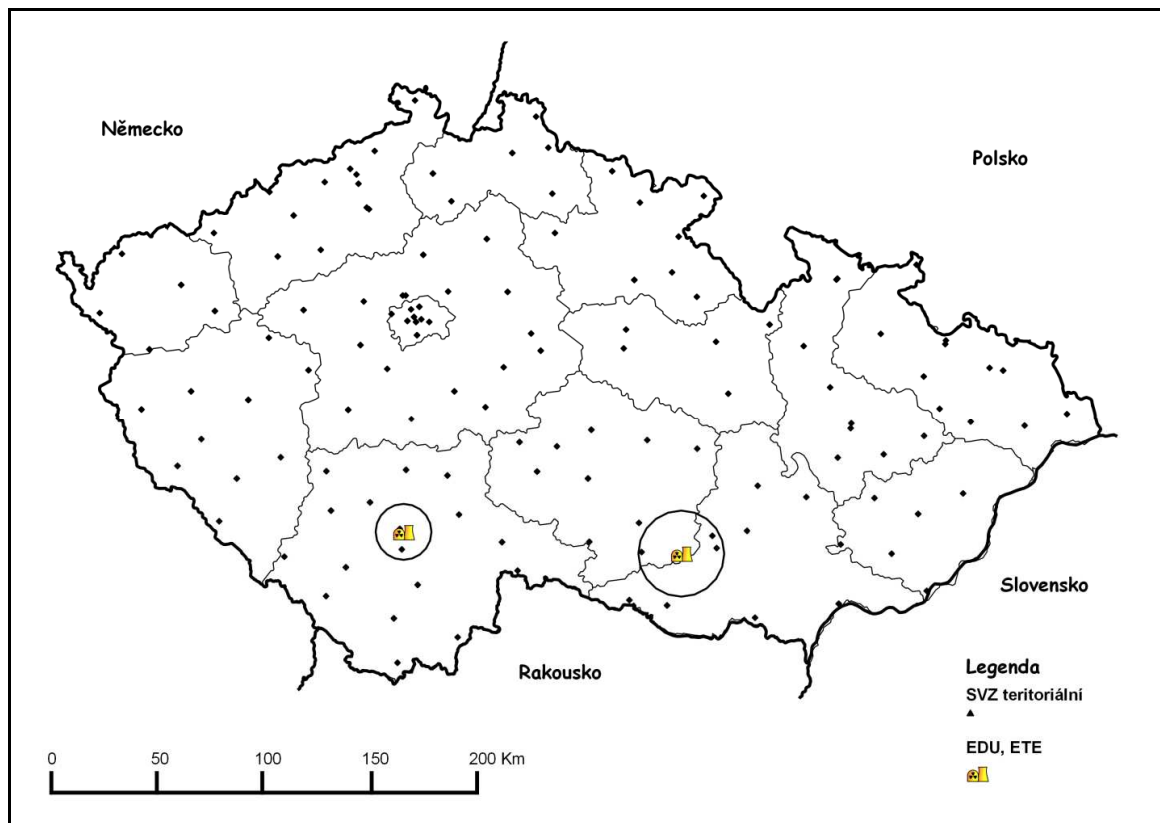 Německo
Polsko
Slovensko
Rakousko
Legenda
SVZ teritoriální
EDU, ETE
0 50 100 150 200 Km